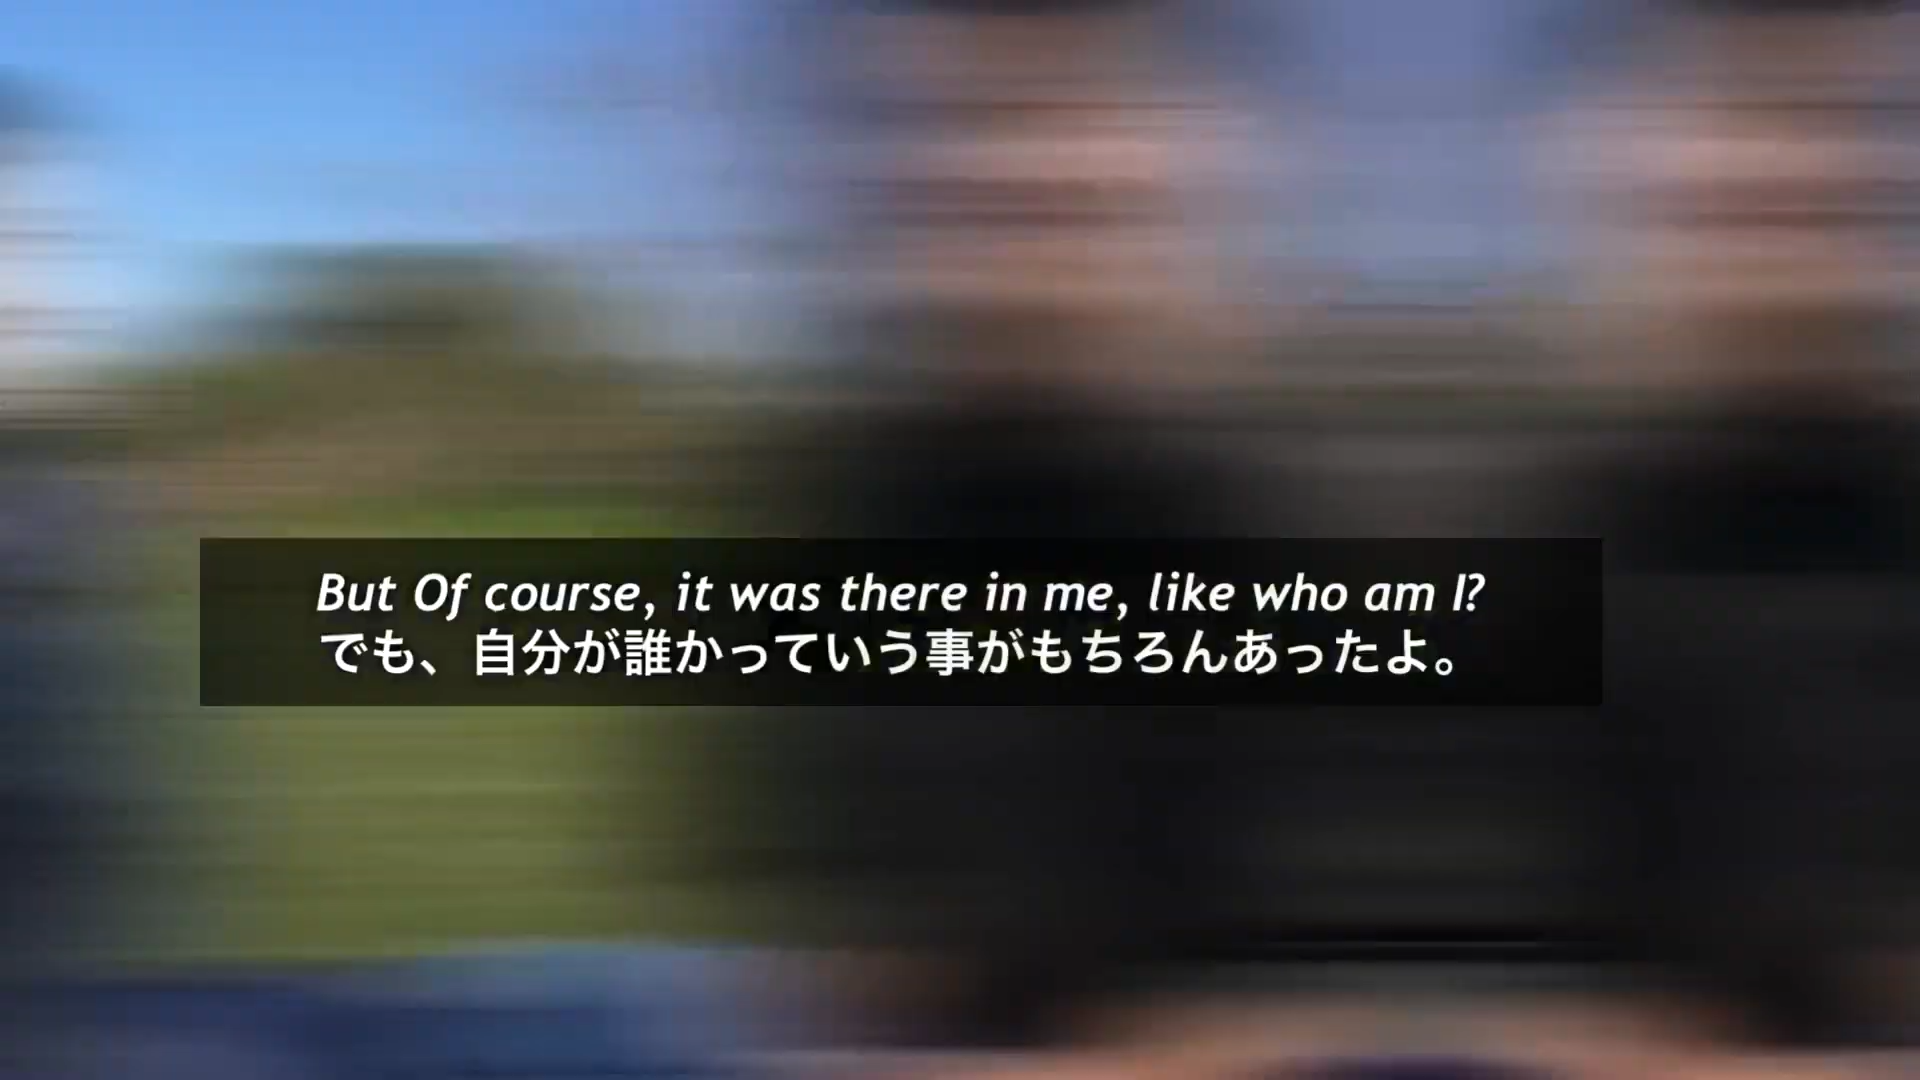 But Of course, it was there in me, like who am I?
でも、自分が誰かっていう事がもちろんあったよ。